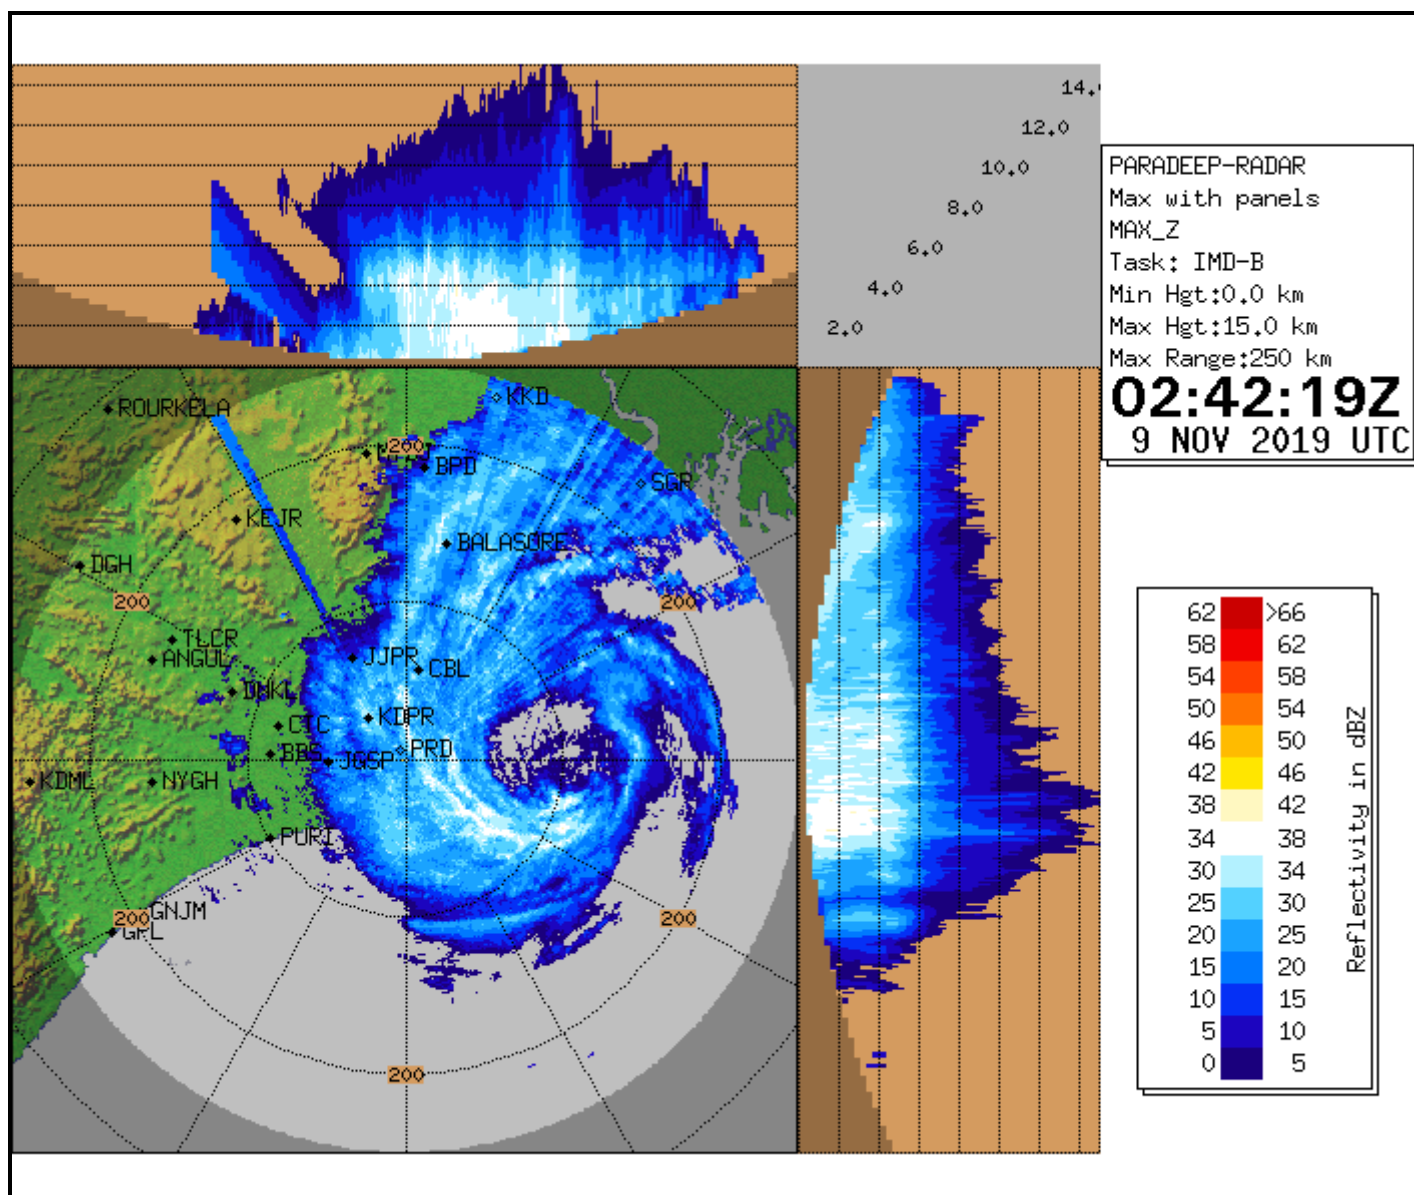 14.
12.0
10.0
8.0
6.0
4.0
2.0
PARADEEP-RADAR
Max with panels
MAX_Z
Task: IMD-B
Min Hgt:0.0 km
Max Hgt:15.0 km
Max Range:250 km
02:42:19Z
9 NOV 2019 UTC
ROURKELA
KKD
200
BPD
SGR
KEJR
BALASORE
DGH
200
200
TLCR
ANGUL
JJPR
CBL
DNKL
KDPR
CTC
PRD
BBS
JGSP
KDML
NYGH
PURI
GNJM
200
200
200
62 >66
58 62
54 58
50 54
46 50
42 46
38 42
34 38
30 34
25 30
20 25
15 20
10 15
5 10
0 5
Reflectivity in dBZ